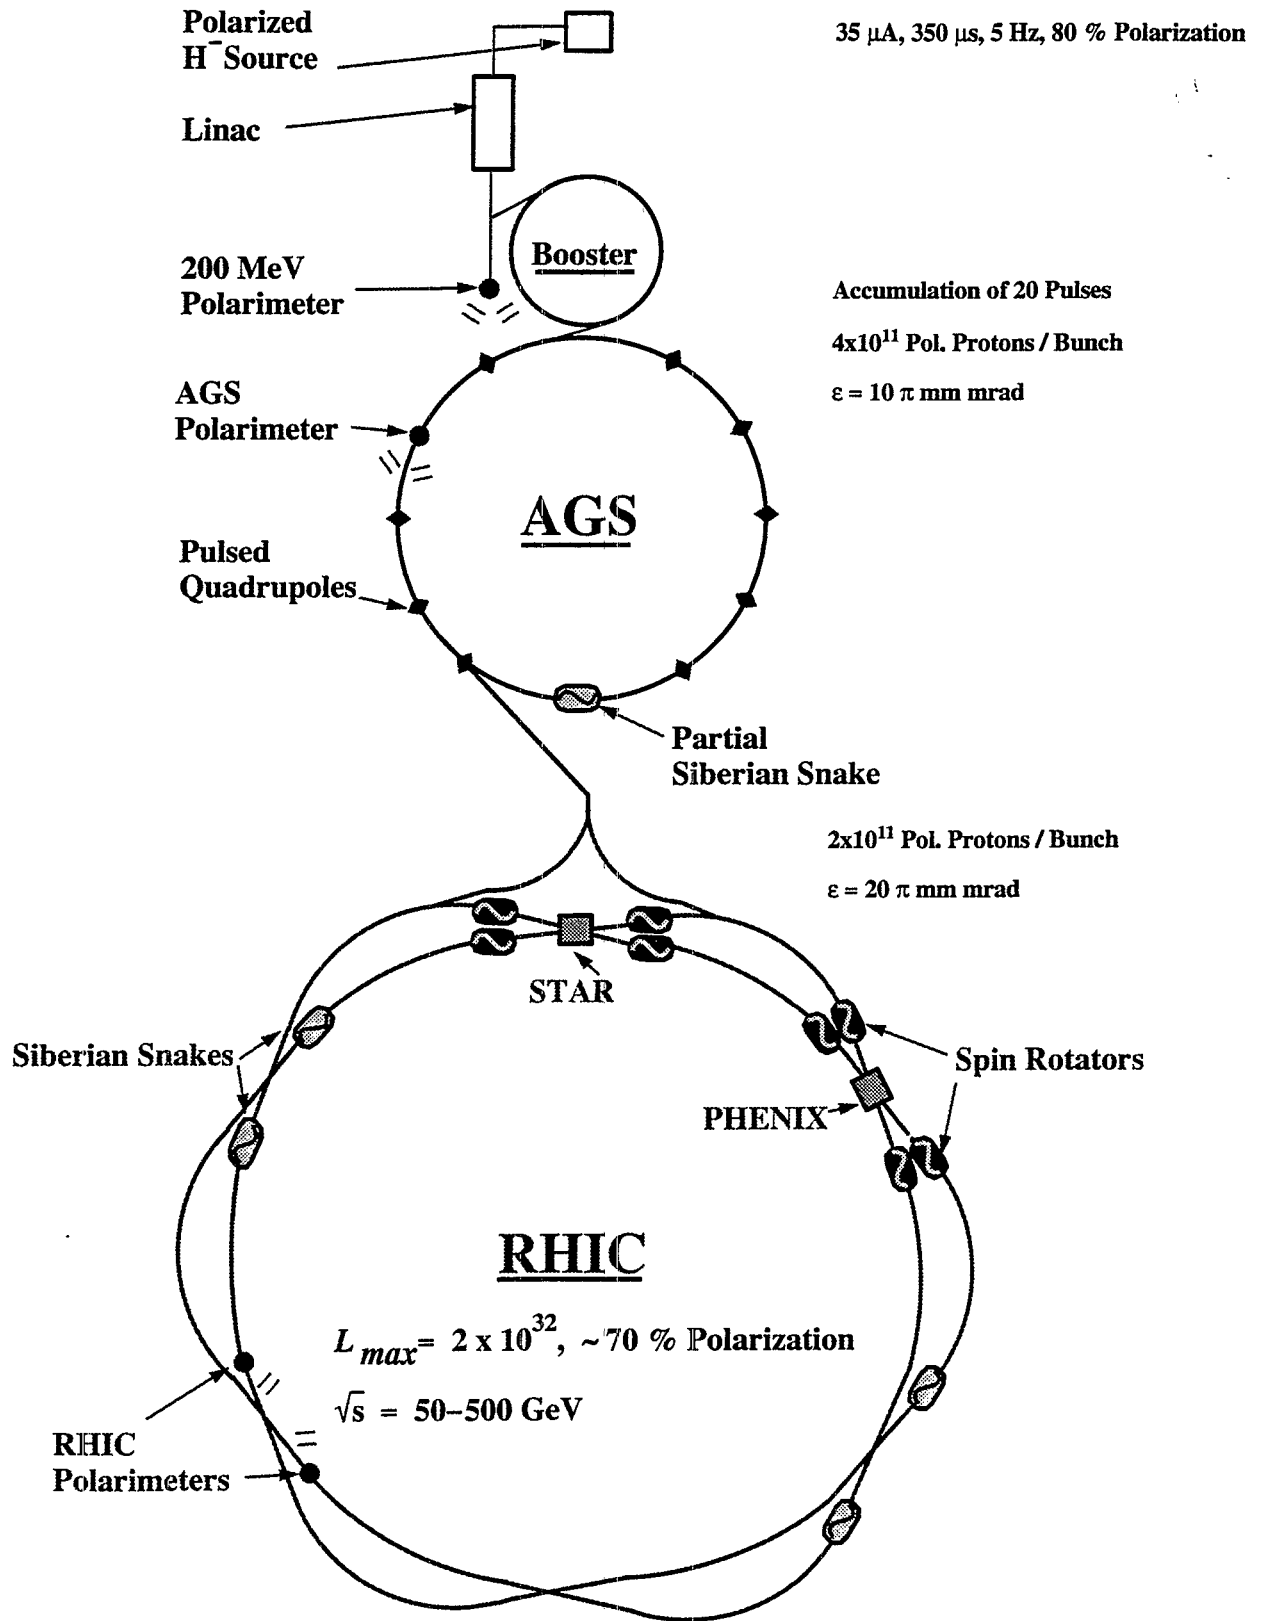 Polarized
H⁻ Source
35 μA, 350 μs, 5 Hz, 80 % Polarization
Linac
Booster
200 MeV
Polarimeter
Accumulation of 20 Pulses
4x10¹¹ Pol. Protons / Bunch
ε = 10 π mm mrad
AGS
Polarimeter
AGS
Pulsed
Quadrupoles
Partial
Siberian Snake
2x10¹¹ Pol. Protons / Bunch
ε = 20 π mm mrad
STAR
Siberian Snakes
Spin Rotators
PHENIX
RHIC
L max = 2 x 10³², ~70 % Polarization
√s = 50–500 GeV
RHIC
Polarimeters